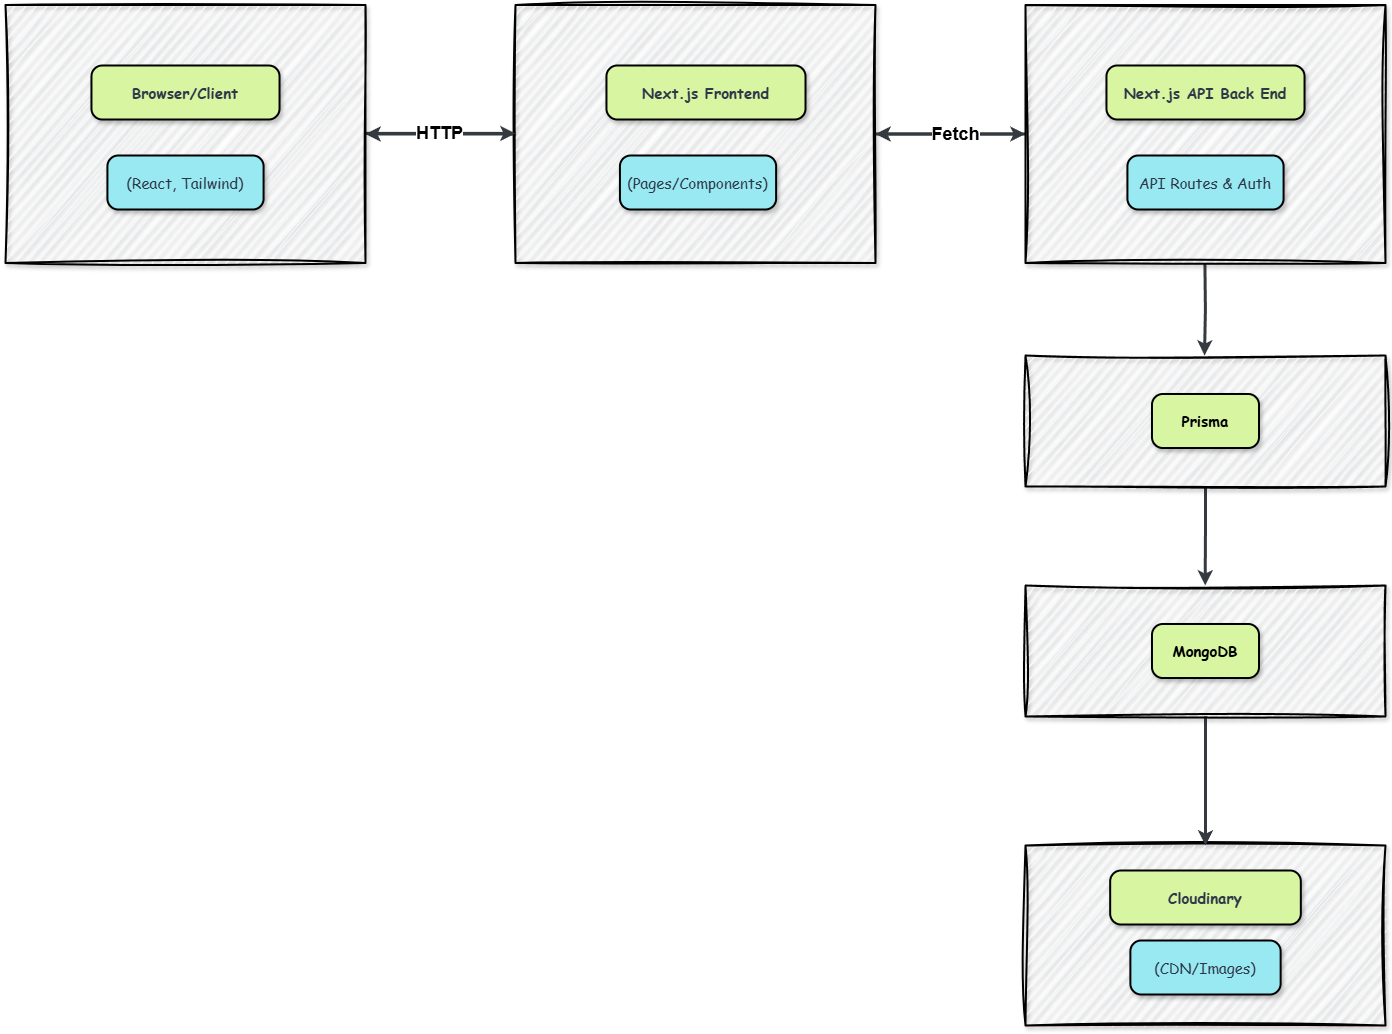 Browser/Client
(React, Tailwind)
HTTP
Next.js Frontend
(Pages/Components)
Fetch
Next.js API Back End
API Routes & Auth
Prisma
MongoDB
Cloudinary
(CDN/Images)